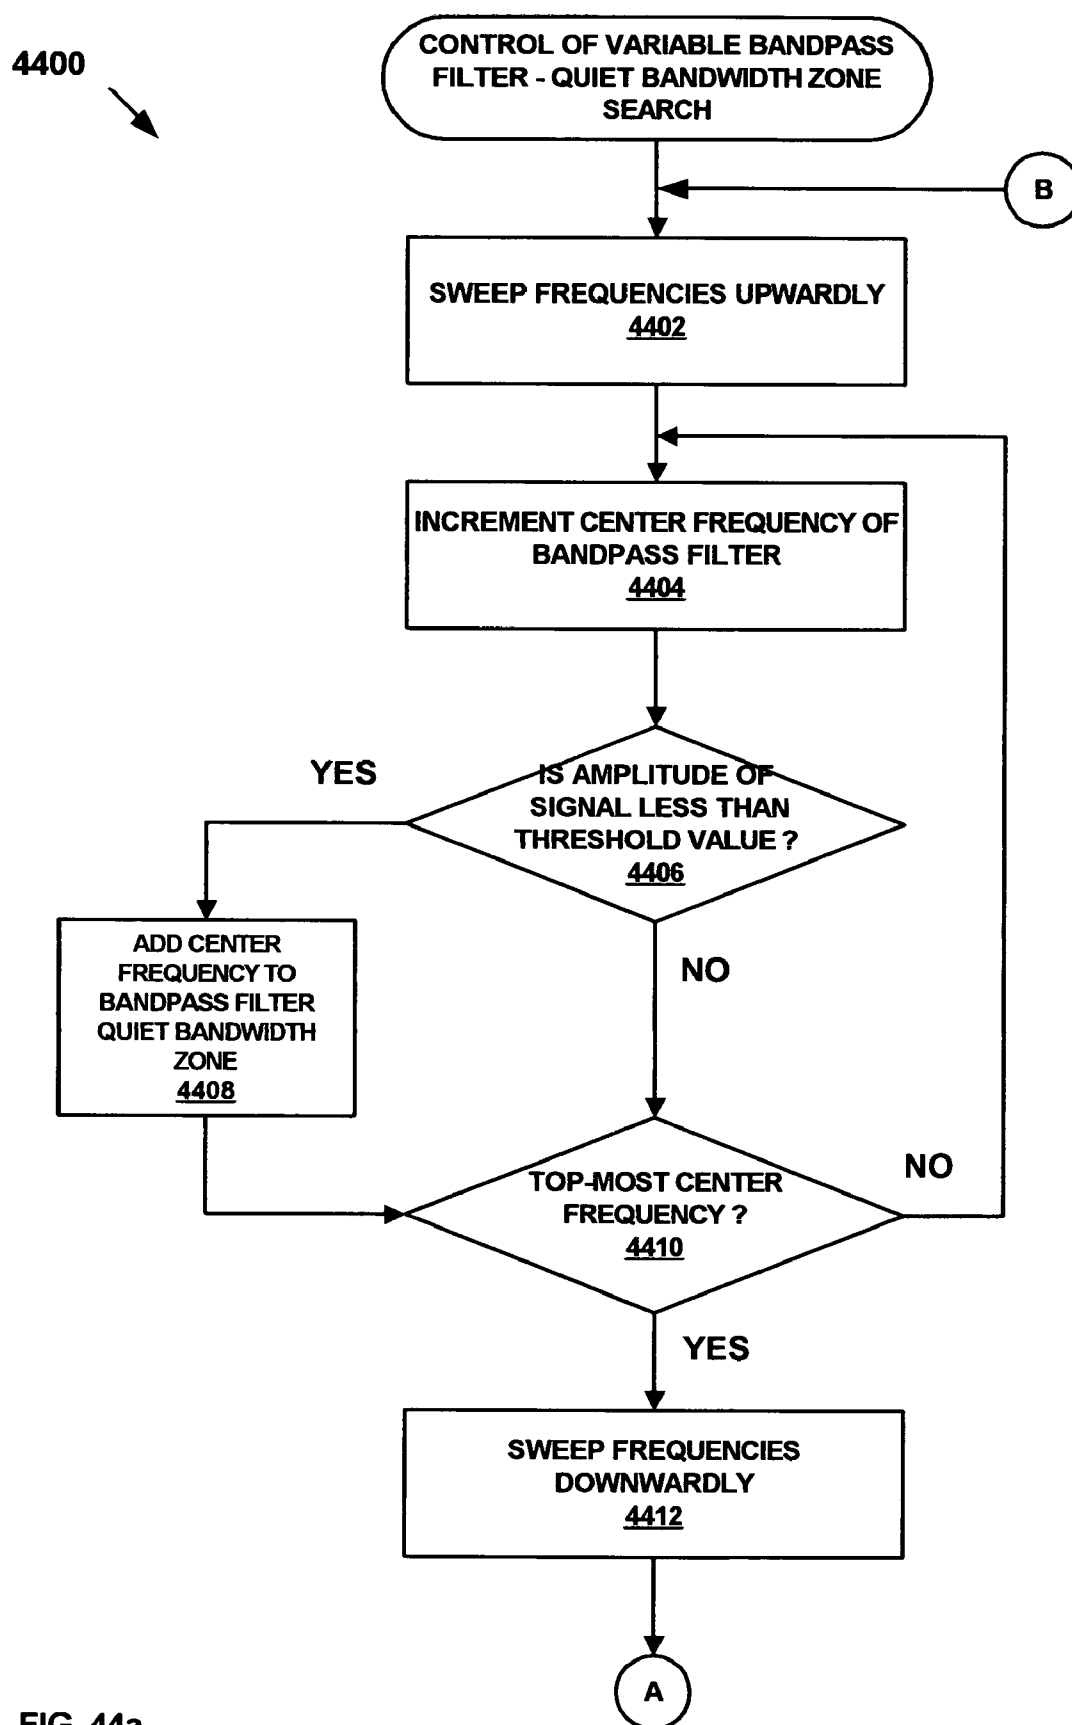 4400
CONTROL OF VARIABLE BANDPASS
FILTER - QUIET BANDWIDTH ZONE
SEARCH
B
SWEEP FREQUENCIES UPWARDLY
4402
INCREMENT CENTER FREQUENCY OF
BANDPASS FILTER
4404
IS AMPLITUDE OF
SIGNAL LESS THAN
THRESHOLD VALUE ?
4406
YES
NO
ADD CENTER
FREQUENCY TO
BANDPASS FILTER
QUIET BANDWIDTH
ZONE
4408
TOP-MOST CENTER
FREQUENCY ?
4410
NO
YES
SWEEP FREQUENCIES
DOWNWARDLY
4412
A
FIG. 44a